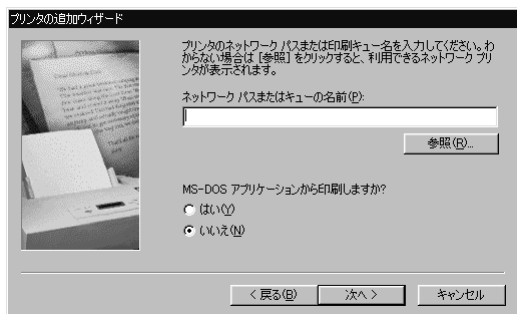 プリンタの追加ウィザード
プリンタのネットワーク パスまたは印刷キュー名を入力してください。わ
からない場合は [参照] をクリックすると、利用できるネットワーク プリ
ンタが表示されます。
ネットワーク パスまたはキューの名前(P):
参照(R)...
MS-DOS アプリケーションから印刷しますか?
はい(Y)
いいえ(N)
< 戻る(B)
次へ >
キャンセル